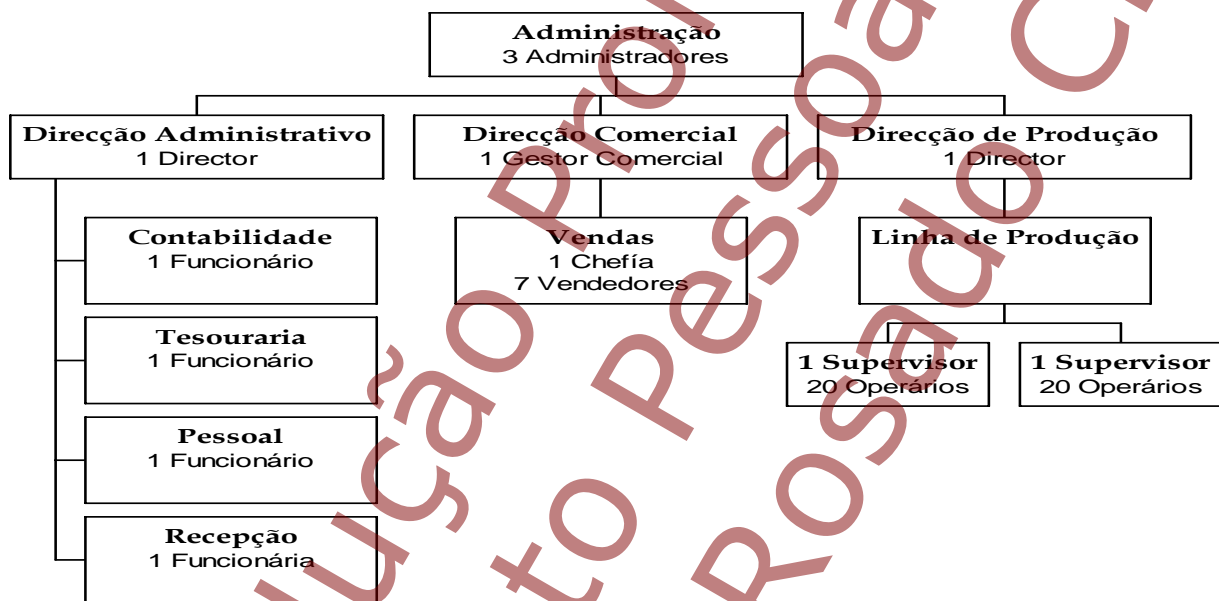 Administração
3 Administradores
Direcção Administrativo
1 Director
Direcção Comercial
1 Gestor Comercial
Direcção de Produção
1 Director
Contabilidade
1 Funcionário
Vendas
1 Chefía
7 Vendedores
Linha de Produção
Tesouraria
1 Funcionário
1 Supervisor
20 Operários
1 Supervisor
20 Operários
Pessoal
1 Funcionário
Recepção
1 Funcionária
Pessoa
Rosado